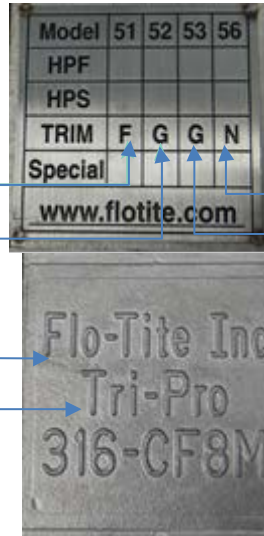 Model 51 52 53 56
HPF
HPS
TRIM F G G N
Special
www.flotite.com
Flo-Tite Inc
Tri-Pro
316-CF8M